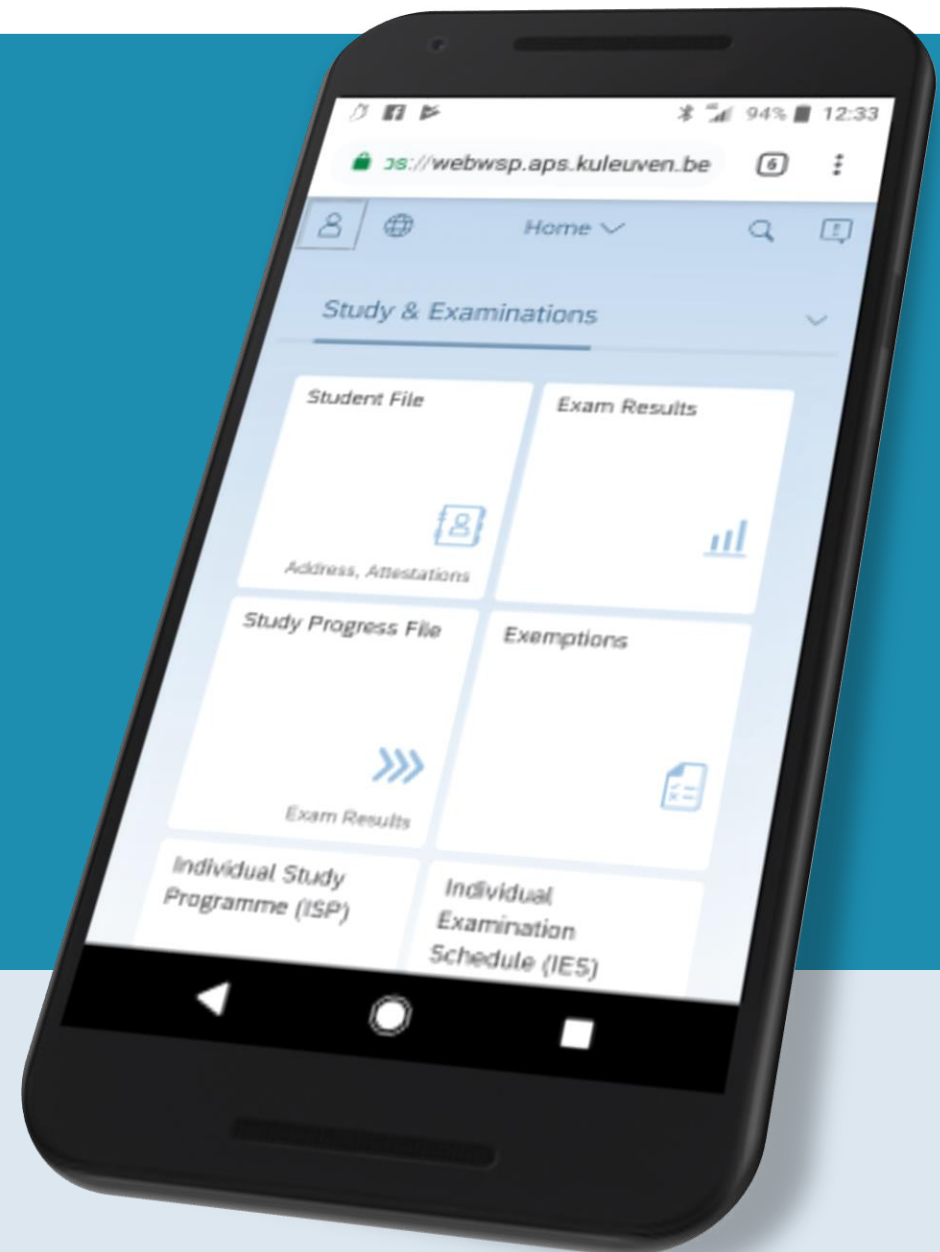 94% 12:33
ps://webwsp.aps.kuleuven.be 6
Home
Study & Examinations
Student File
Address, Attestations
Exam Results
Study Progress File
Exam Results
Exemptions
Individual Study
Programme (ISP)
Individual
Examination
Schedule (IES)